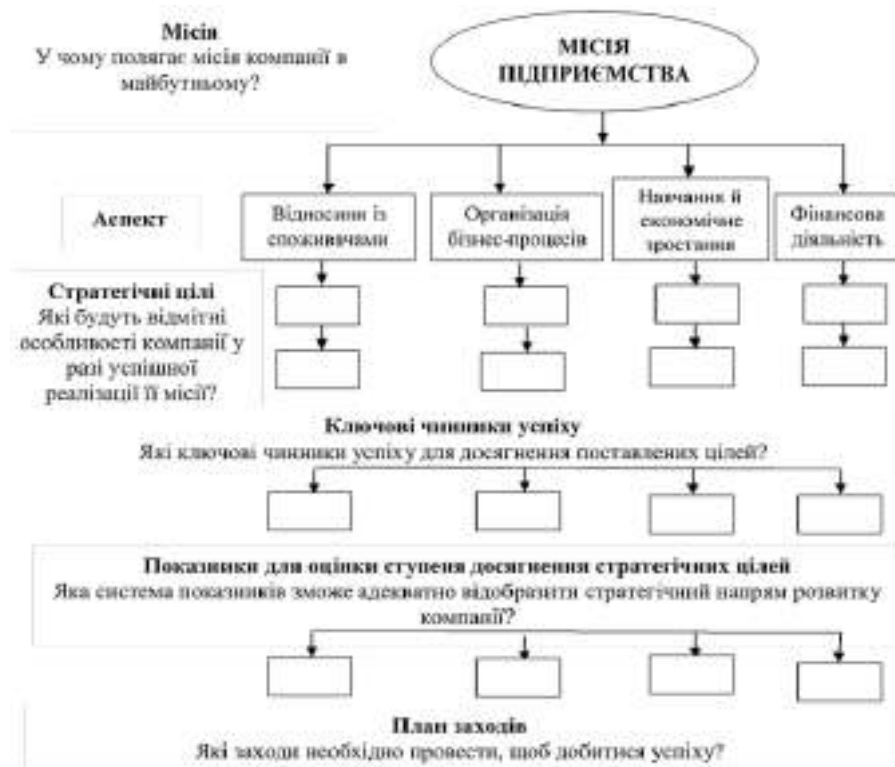 Місія
У чому полягає місія компанії в
майбутньому?
МІСІЯ
ПІДПРИЄМСТВА
Аспект
Відносини із
споживачами
Організація
бізнес-процесів
Навчання й
економічне
зростання
Фінансова
діяльність
Стратегічні цілі
Які будуть відмітні
особливості компанії у
разі успішної
реалізації її місії?
Ключові чинники успіху
Які ключові чинники успіху для досягнення поставлених цілей?
Показники для оцінки ступеня досягнення стратегічних цілей
Яка система показників зможе адекватно відобразити стратегічний напрям розвитку
компанії?
План заходів
Які заходи необхідно провести, щоб добитися успіху?